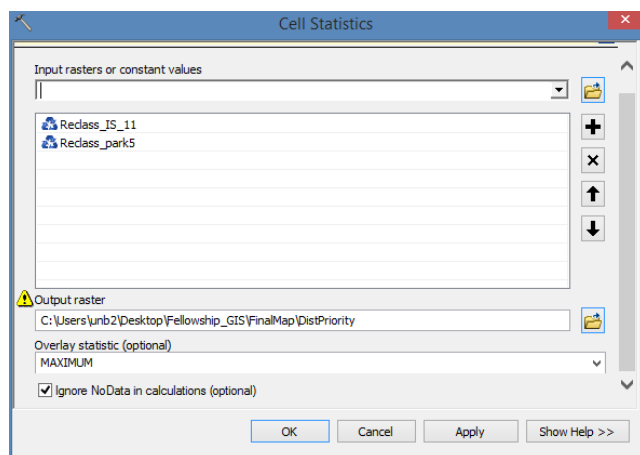 Cell Statistics
Input rasters or constant values
Reclass_IS_11
Reclass_park5
Output raster
C:\Users\unb2\Desktop\Fellowship_GIS\FinalMap\DistPriority
Overlay statistic (optional)
MAXIMUM
Ignore NoData in calculations (optional)
OK Cancel Apply Show Help >>